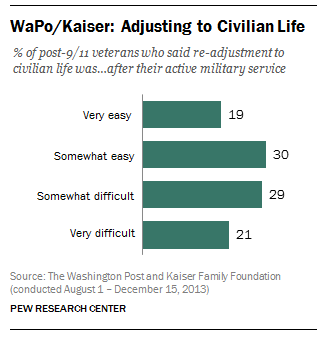 WaPo/Kaiser: Adjusting to Civilian Life
% of post-9/11 veterans who said re-adjustment to
civilian life was...after their active military service
Very easy 19
Somewhat easy 30
Somewhat difficult 29
Very difficult 21
Source: The Washington Post and Kaiser Family Foundation
(conducted August 1 – December 15, 2013)
PEW RESEARCH CENTER